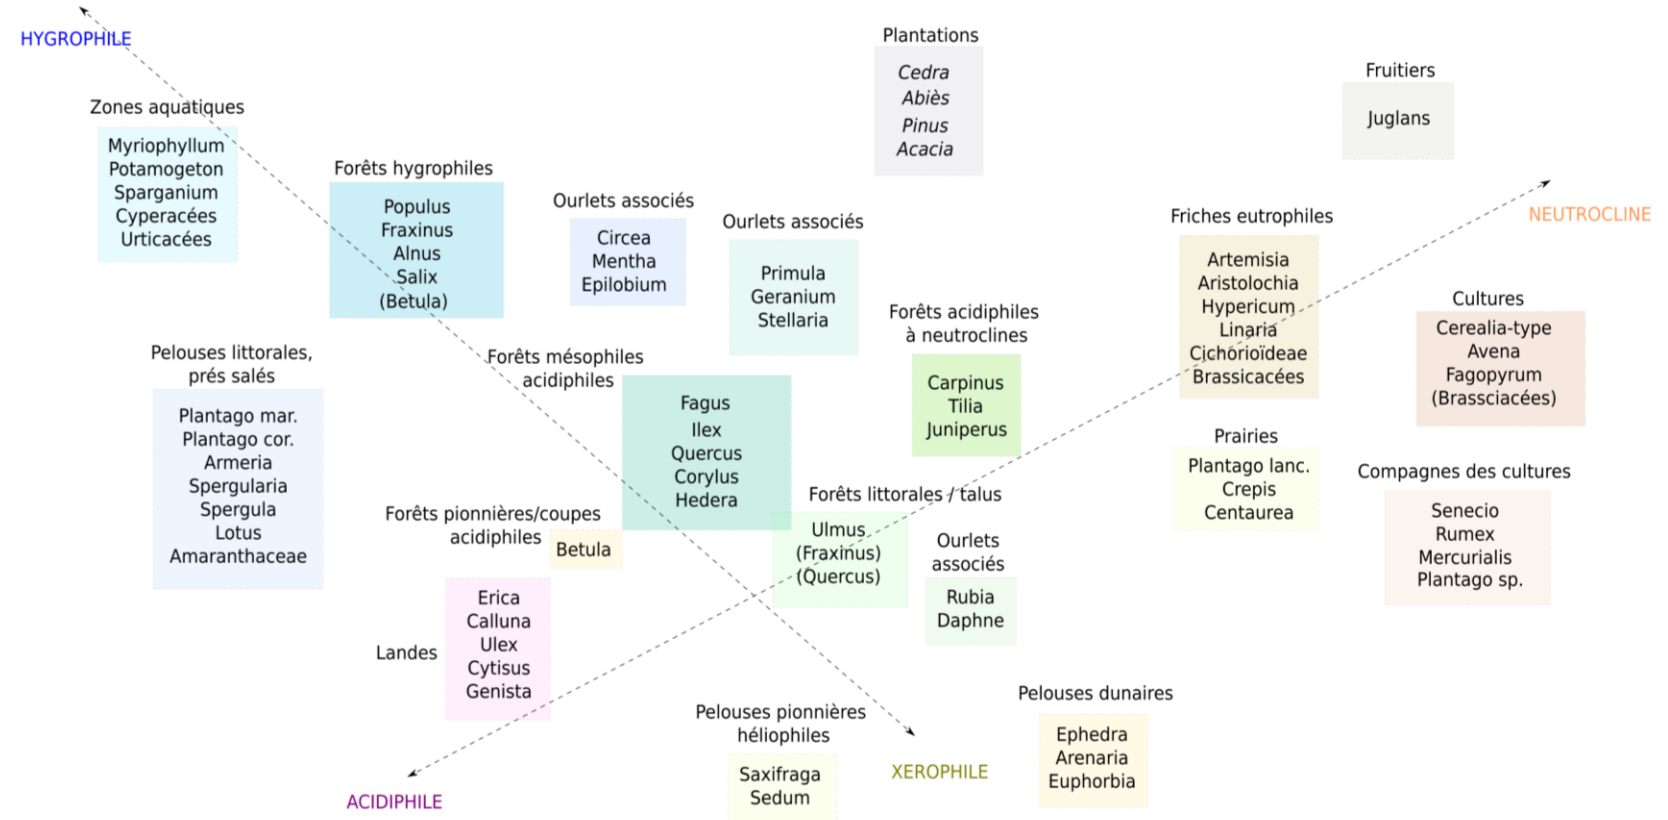 HYGROPHILE
Zones aquatiques
Myriophyllum
Potamogeton
Sparganium
Cyperacées
Urticacées
Forêts hygrophiles
Populus
Fraxinus
Alnus
Salix
(Betula)
Ourlets associés
Circea
Mentha
Epilobium
Ourlets associés
Primula
Geranium
Stellaria
Plantations
Cedra
Abiès
Pinus
Acacia
Fruitiers
Juglans
NEUTROCLINE
Friches eutrophiles
Artemisia
Aristolochia
Hypericum
Linaria
Cichorioïdeae
Brassicacées
Cultures
Cerealia-type
Avena
Fagopyrum
(Brassciacées)
Forêts acidiphiles
à neutroclines
Carpinus
Tilia
Juniperus
Pelouses littorales,
prés salés
Plantago mar.
Plantago cor.
Armeria
Spergularia
Spergula
Lotus
Amaranthaceae
Forêts mésophiles
acidiphiles
Fagus
Ilex
Quercus
Corylus
Hedera
Prairies
Plantago lanc.
Crepis
Centaurea
Compagnes des cultures
Senecio
Rumex
Mercurialis
Plantago sp.
Forêts littorales / talus
Ulmus
(Fraxinus)
(Quercus)
Forêts pionnières/coupes
acidiphiles
Betula
Ourlets
associés
Rubia
Daphne
Landes
Erica
Calluna
Ulex
Cytisus
Genista
Pelouses pionnières
héliophiles
Saxifraga
Sedum
Pelouses dunaires
Ephedra
Arenaria
Euphorbia
XEROPHILE
ACIDIPHILE